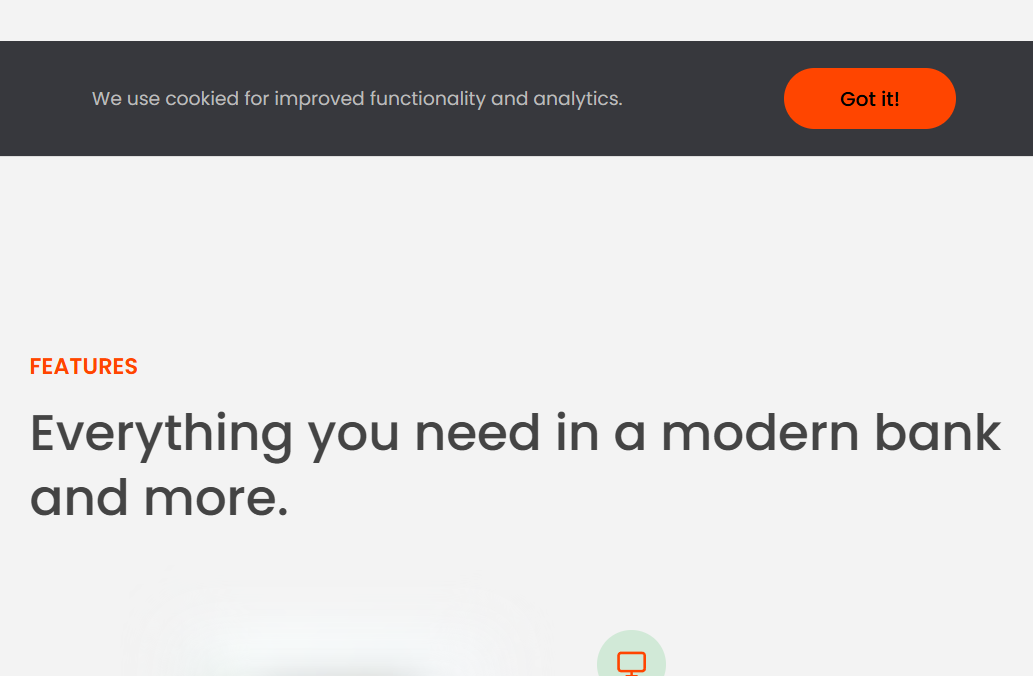 We use cookied for improved functionality and analytics.
Got it!
FEATURES
Everything you need in a modern bank
and more.